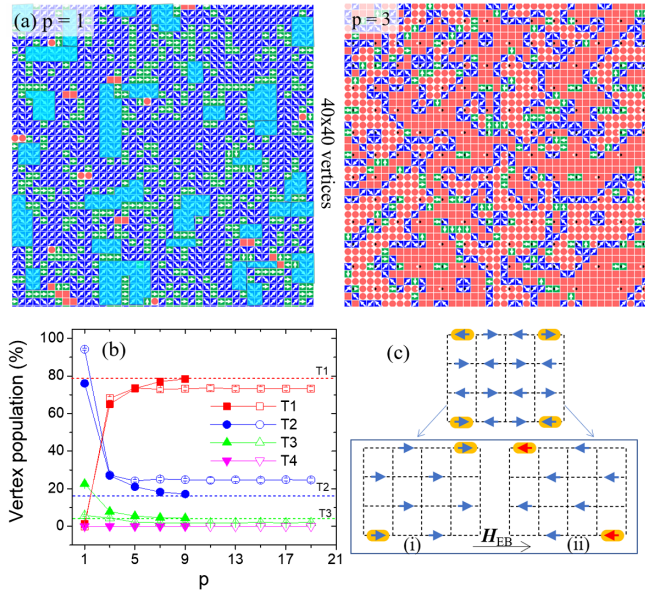 (a) p = 1
p = 3
40x40 vertices
(b)
Vertex population (%)
100
80
60
40
20
0
T1
T2
T3
T1
T2
T3
T4
1
5
9
13
17
21
p
(c)
(i)
H_EB
(ii)